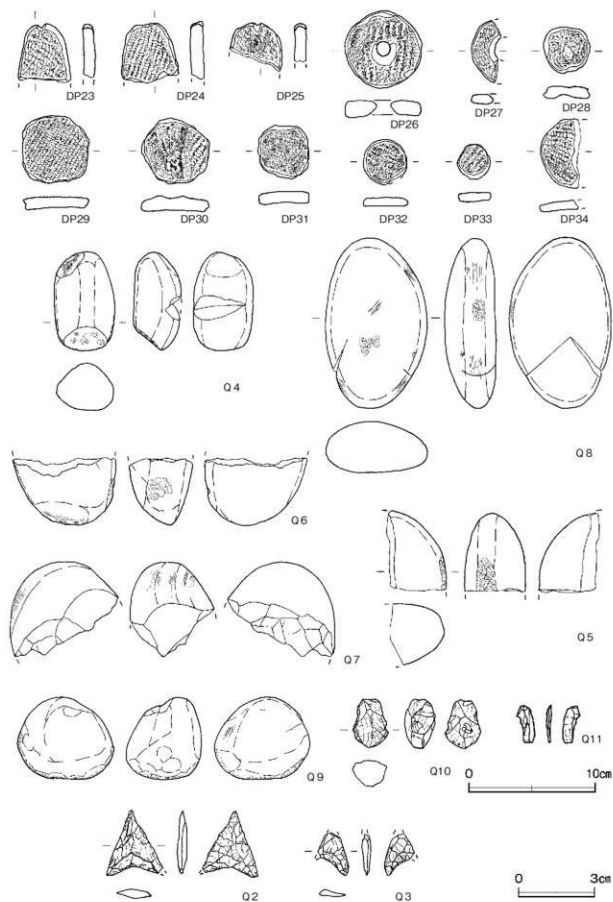 DP23 DP24 DP25 DP26 DP27 DP28
DP29 DP30 DP31 DP32 DP33 DP34
Q4 Q8
Q6
Q5
Q7
Q9 Q10 Q11
0 10cm
Q2 Q3
0 3cm